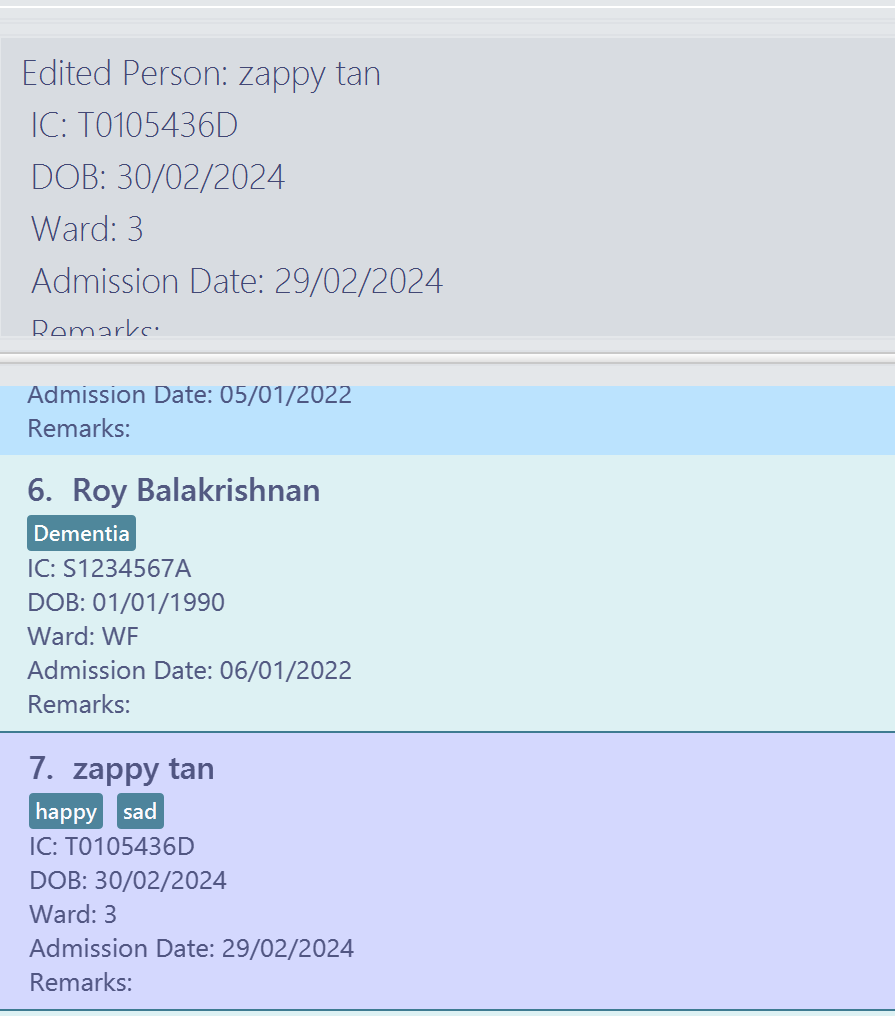 Edited Person: zappy tan
IC: T0105436D
DOB: 30/02/2024
Ward: 3
Admission Date: 29/02/2024
Remarks:
Admission Date: 05/01/2022
Remarks:
6. Roy Balakrishnan
Dementia
IC: S1234567A
DOB: 01/01/1990
Ward: WF
Admission Date: 06/01/2022
Remarks:
7. zappy tan
happy sad
IC: T0105436D
DOB: 30/02/2024
Ward: 3
Admission Date: 29/02/2024
Remarks: